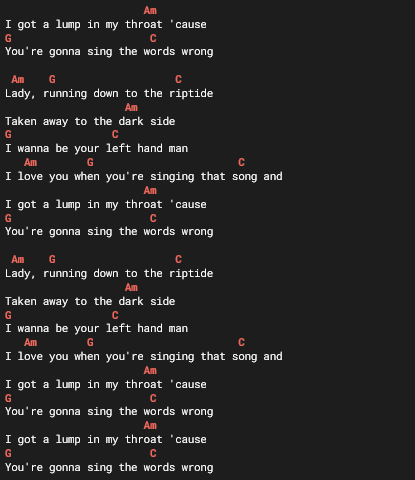 Am
I got a lump in my throat 'cause
G C
You're gonna sing the words wrong
Am G C
Lady, running down to the riptide
Am
Taken away to the dark side
G C
I wanna be your left hand man
Am G C
I love you when you're singing that song and
Am
I got a lump in my throat 'cause
G C
You're gonna sing the words wrong
Am G C
Lady, running down to the riptide
Am
Taken away to the dark side
G C
I wanna be your left hand man
Am G C
I love you when you're singing that song and
Am
I got a lump in my throat 'cause
G C
You're gonna sing the words wrong
Am
I got a lump in my throat 'cause
G C
You're gonna sing the words wrong